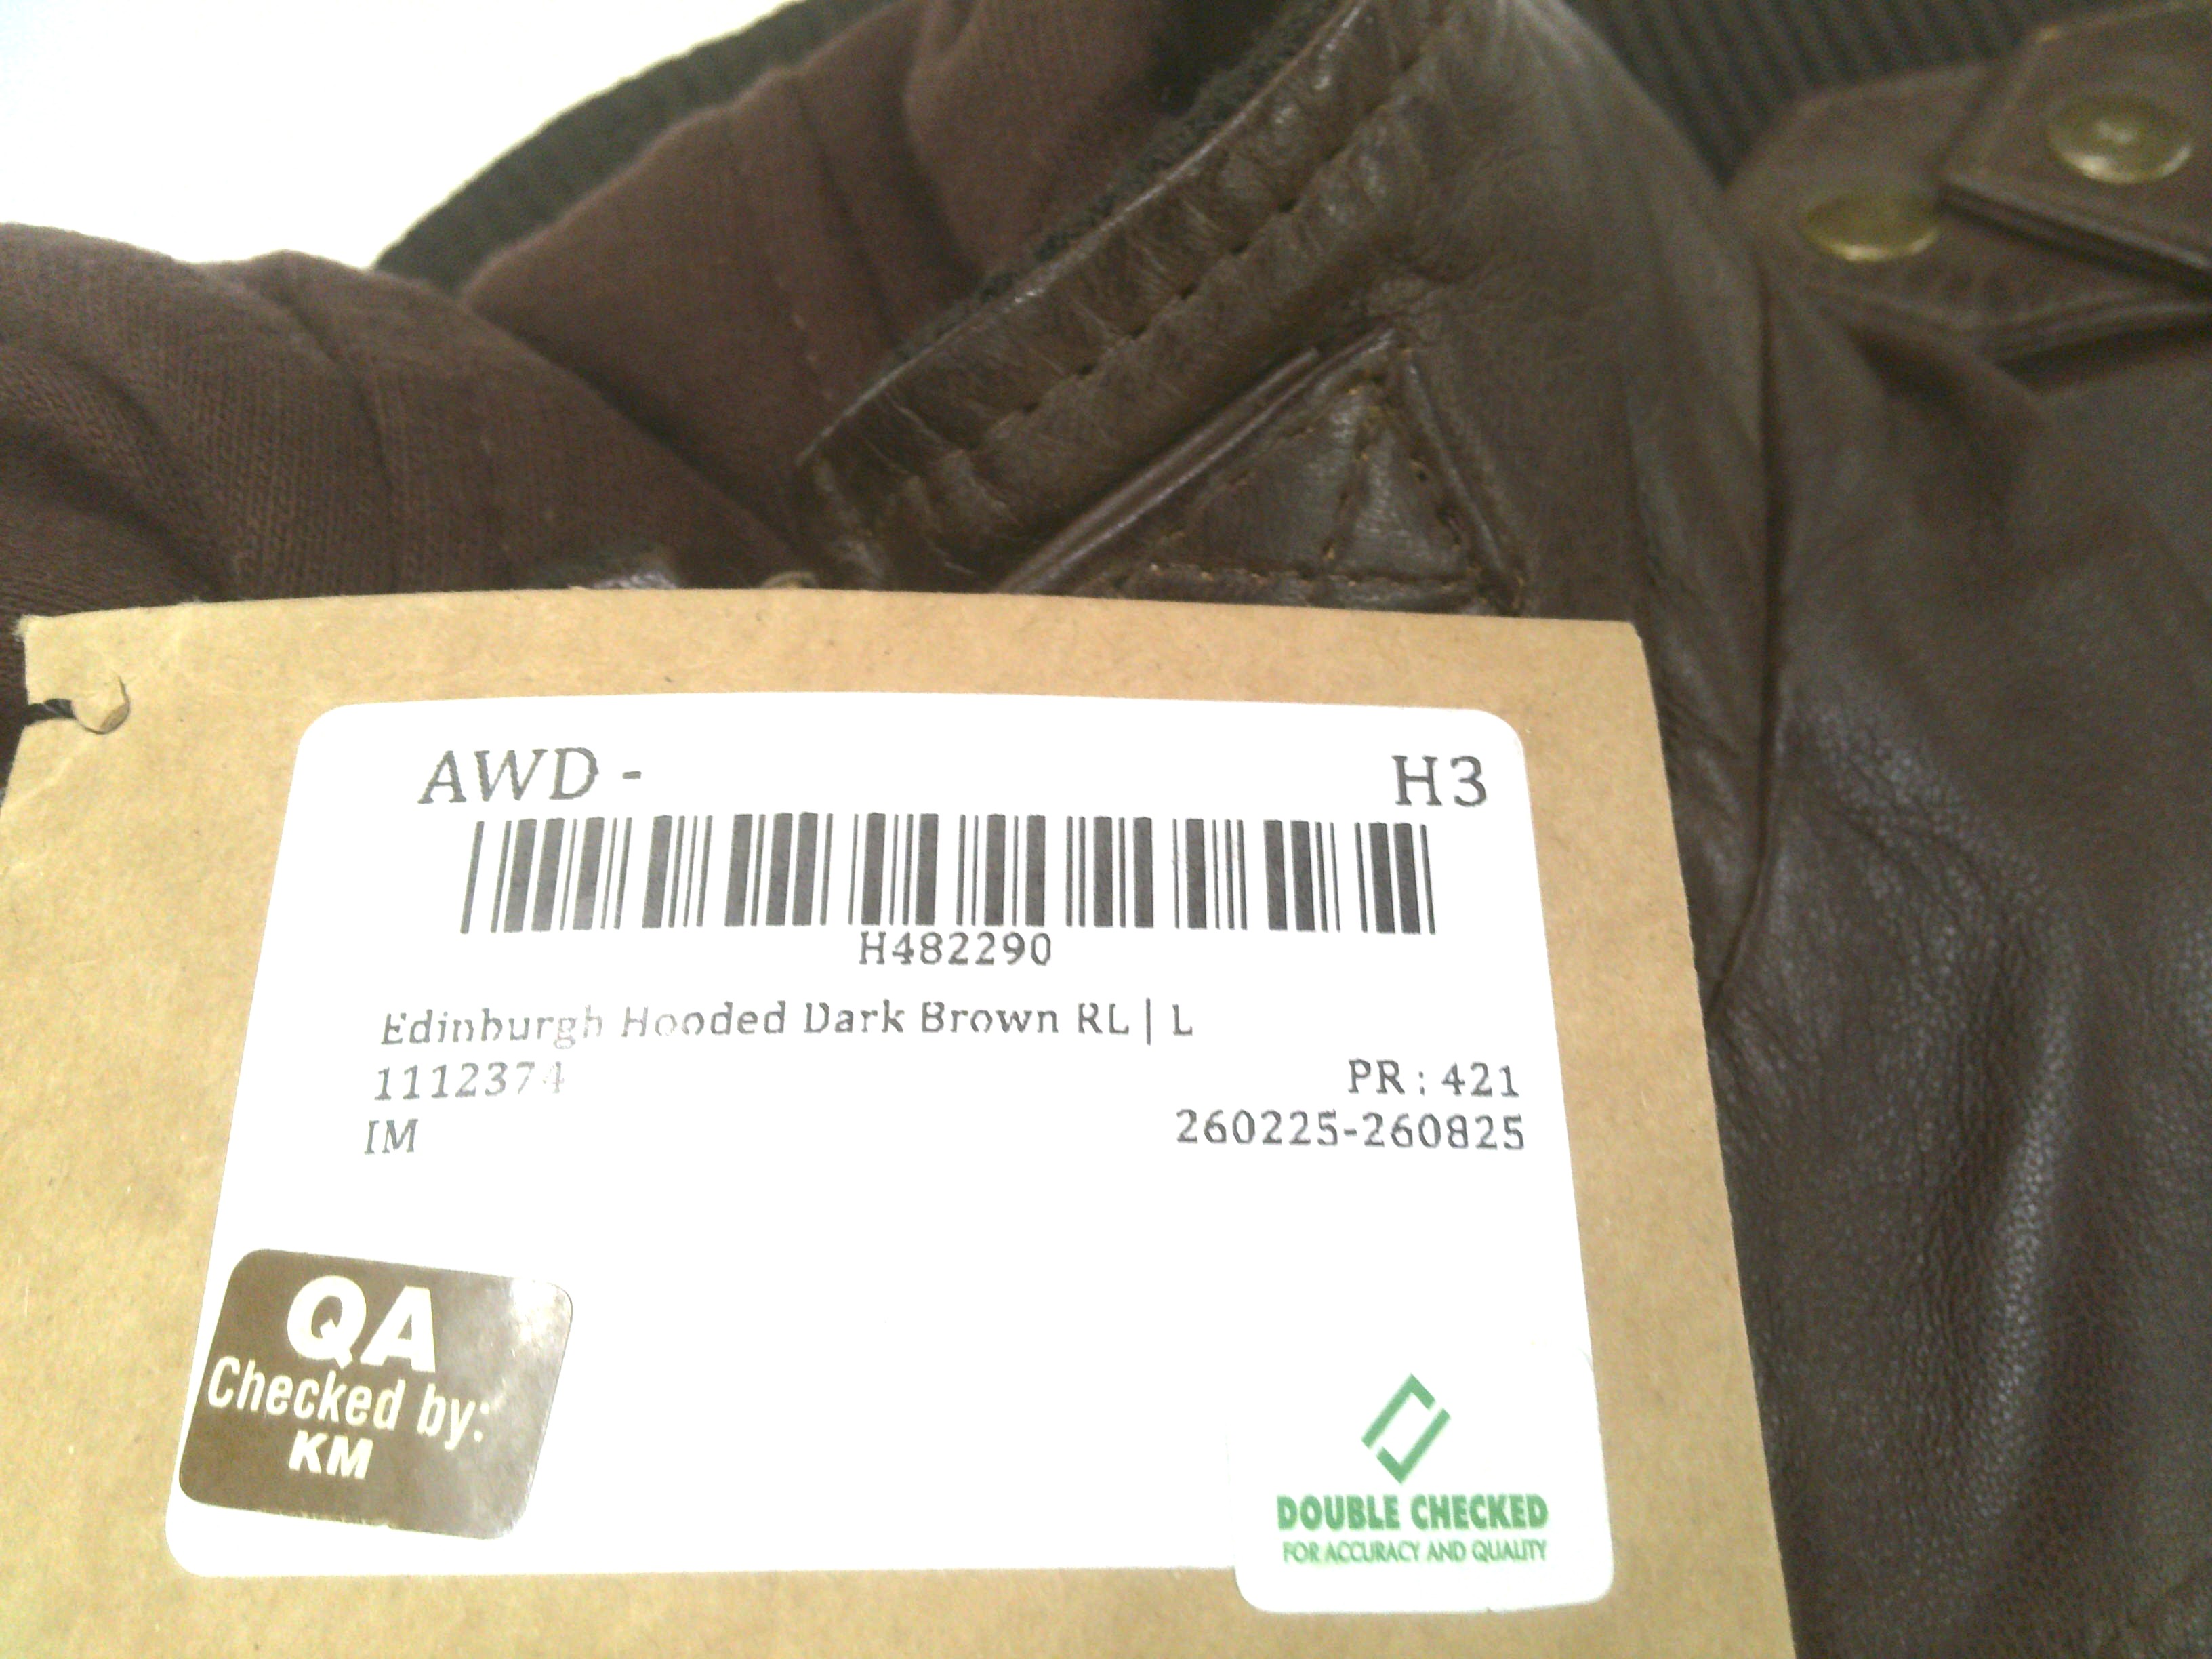 AWD - H3
H482290
Edinburgh Hooded Dark Brown RL | L
1112374 PR : 421
IM 260225-260825
QA
Checked by:
KM
DOUBLE CHECKED
FOR ACCURACY AND QUALITY